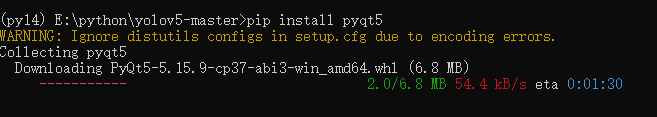 (py14) E:\python\yolov5-master>pip install pyqt5
WARNING: Ignore distutils configs in setup.cfg due to encoding errors.
Collecting pyqt5
  Downloading PyQt5-5.15.9-cp37-abi3-win_amd64.whl (6.8 MB)
     ----------- 2.0/6.8 MB 54.4 kB/s eta 0:01:30